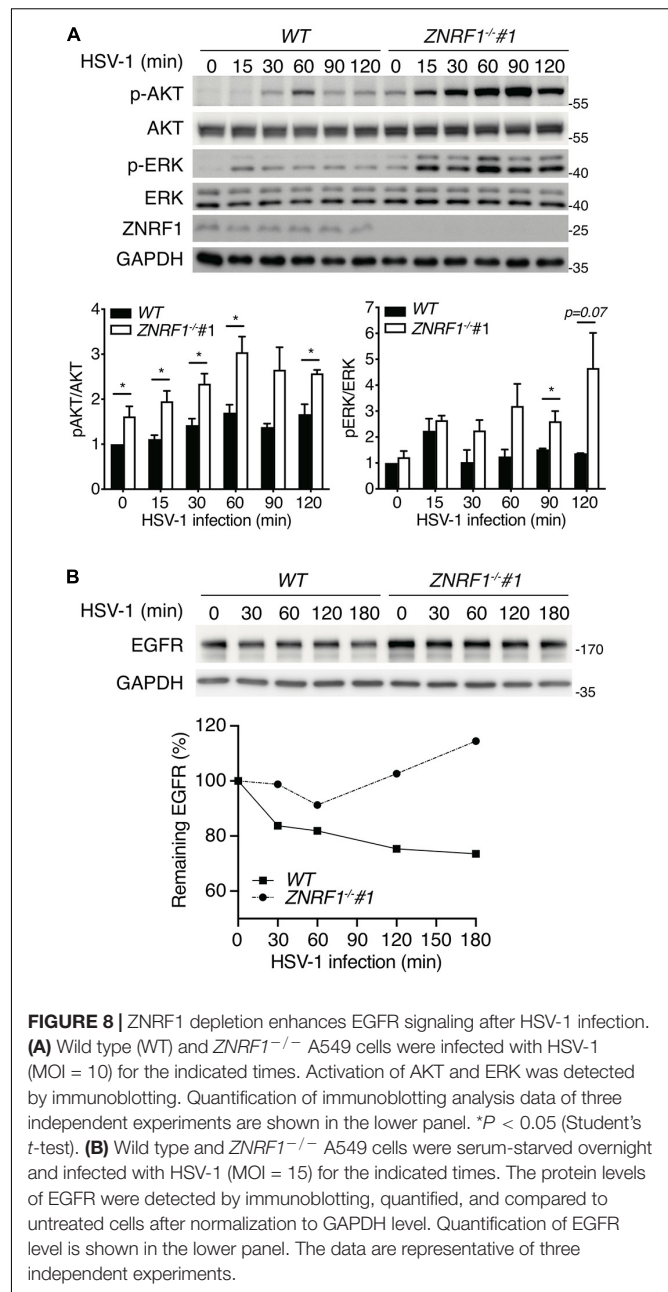 A
WT ZNRF1-/-#1
HSV-1 (min) 0 15 30 60 90 120 0 15 30 60 90 120
p-AKT -55
AKT -55
p-ERK -40
ERK -40
ZNRF1 -25
GAPDH -35
WT
ZNRF1-/-#1
pAKT/AKT
4
3
2
1
0
* * * * *
0 15 30 60 90 120
HSV-1 infection (min)
WT
ZNRF1-/-#1
pERK/ERK
7
6
5
4
3
2
1
0
* p=0.07
0 15 30 60 90 120
HSV-1 infection (min)
B
WT ZNRF1-/-#1
HSV-1 (min) 0 30 60 120 180 0 30 60 120 180
EGFR -170
GAPDH -35
Remaining EGFR (%)
120
100
80
60
WT
ZNRF1-/-#1
0 30 60 90 120 150 180
HSV-1 infection (min)
FIGURE 8 | ZNRF1 depletion enhances EGFR signaling after HSV-1 infection.
(A) Wild type (WT) and ZNRF1−/− A549 cells were infected with HSV-1
(MOI = 10) for the indicated times. Activation of AKT and ERK was detected
by immunoblotting. Quantification of immunoblotting analysis data of three
independent experiments are shown in the lower panel. *P < 0.05 (Student's
t-test). (B) Wild type and ZNRF1−/− A549 cells were serum-starved overnight
and infected with HSV-1 (MOI = 15) for the indicated times. The protein levels
of EGFR were detected by immunoblotting, quantified, and compared to
untreated cells after normalization to GAPDH level. Quantification of EGFR
level is shown in the lower panel. The data are representative of three
independent experiments.